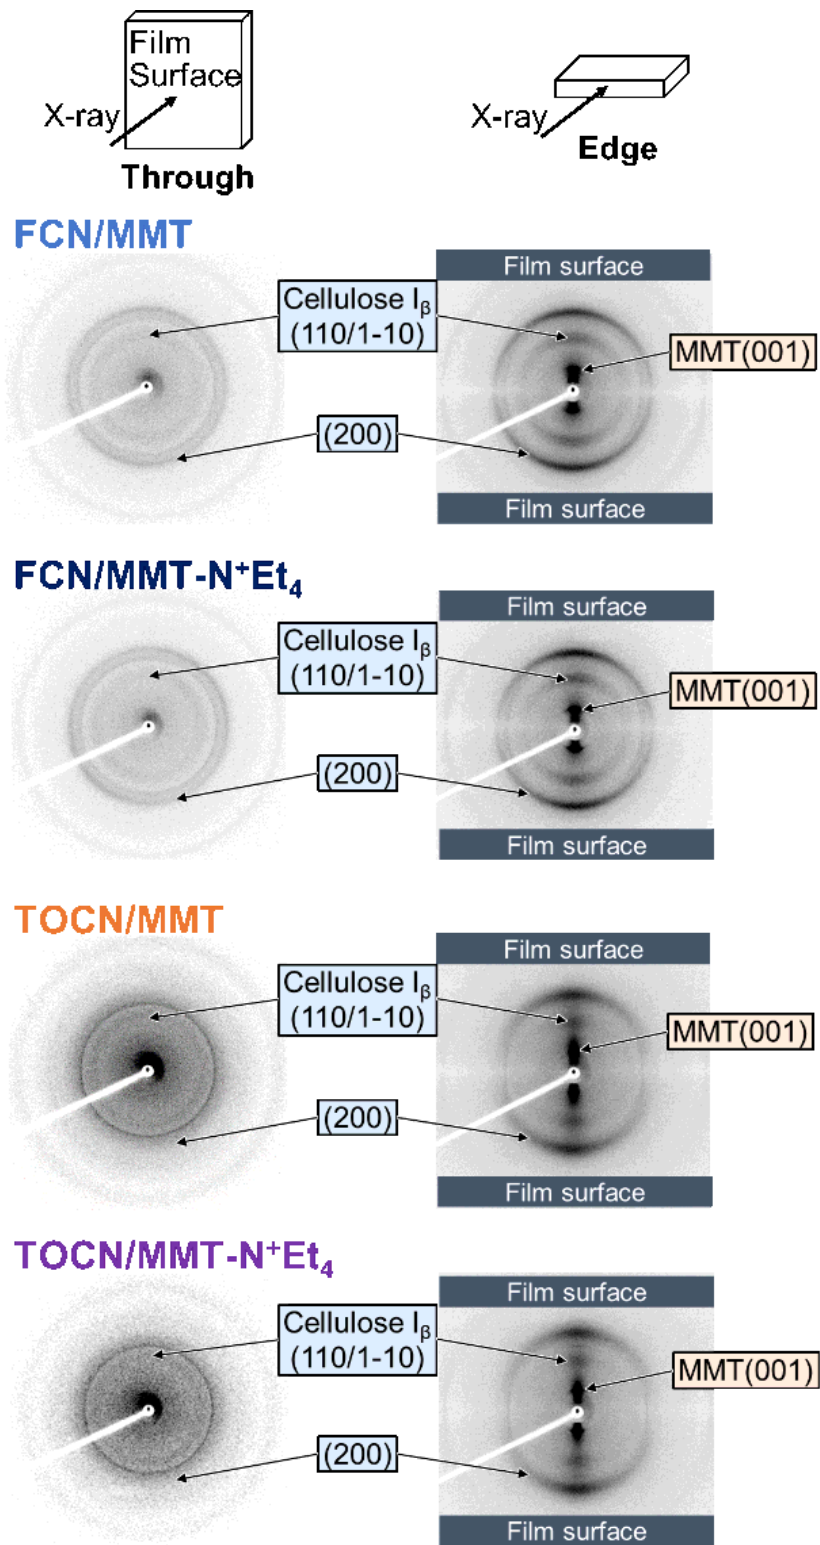 Film
Surface
X-ray
Through
X-ray
Edge
FCN/MMT
Film surface
Cellulose Iβ
(110/1-10)
MMT(001)
(200)
Film surface
FCN/MMT-N⁺Et₄
Film surface
Cellulose Iβ
(110/1-10)
MMT(001)
(200)
Film surface
TOCN/MMT
Film surface
Cellulose Iβ
(110/1-10)
MMT(001)
(200)
Film surface
TOCN/MMT-N⁺Et₄
Film surface
Cellulose Iβ
(110/1-10)
MMT(001)
(200)
Film surface